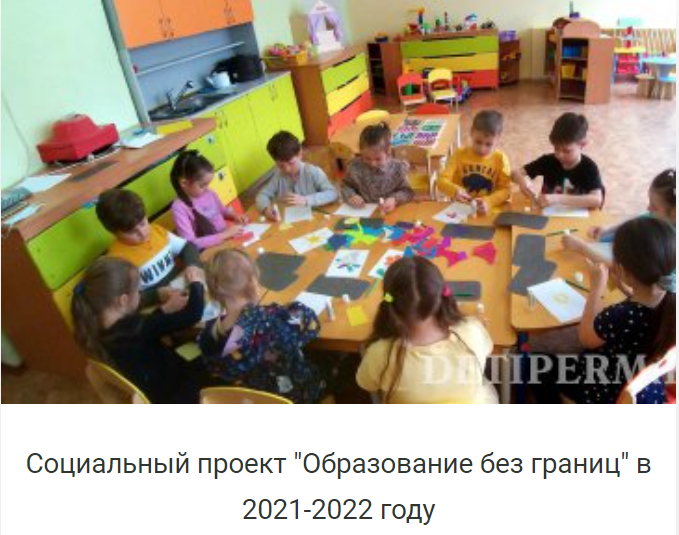 DETIPERM
Социальный проект "Образование без границ" в
2021-2022 году